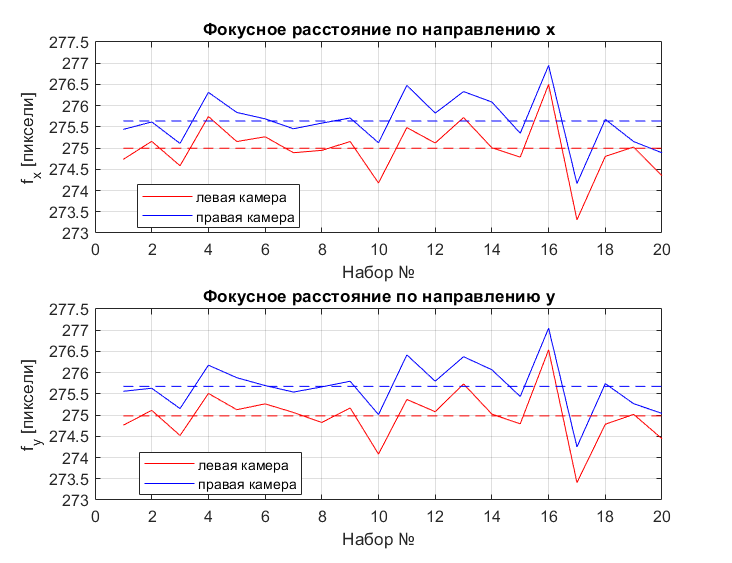 Фокусное расстояние по направлению x
277.5
277
276.5
276
275.5
275
274.5
274
273.5
273
f_x [пиксели]
левая камера
правая камера
0 2 4 6 8 10 12 14 16 18 20
Набор №
Фокусное расстояние по направлению y
277.5
277
276.5
276
275.5
275
274.5
274
273.5
273
f_y [пиксели]
левая камера
правая камера
0 2 4 6 8 10 12 14 16 18 20
Набор №